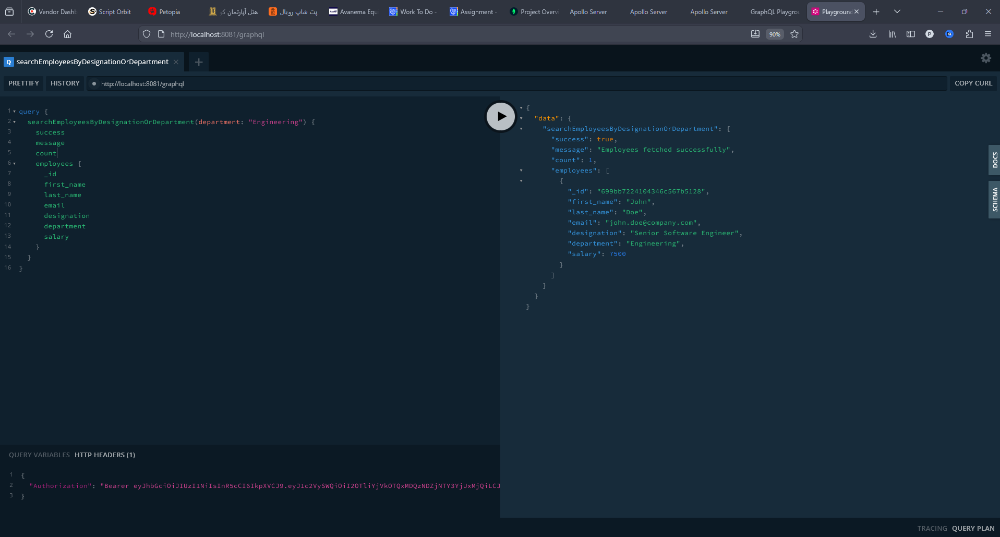 Vendor Dashb
Script Orbit
Petopia
هتل آپارتمان کو
پت شاپ رویال
Avanema Equ
Work To Do -
Assignment -
Project Overvi
Apollo Server
Apollo Server
Apollo Server
GraphQL Playgrou
Playground
http://localhost:8081/graphql
90%
P
Q searchEmployeesByDesignationOrDepartment
PRETTIFY
HISTORY
http://localhost:8081/graphql
COPY CURL
1 query {
2 searchEmployeesByDesignationOrDepartment(department: "Engineering") {
3 success
4 message
5 count
6 employees {
7 _id
8 first_name
9 last_name
10 email
11 designation
12 department
13 salary
14 }
15 }
16 }
{
"data": {
"searchEmployeesByDesignationOrDepartment": {
"success": true,
"message": "Employees fetched successfully",
"count": 1,
"employees": [
{
"_id": "699bb7224104346c567b5128",
"first_name": "John",
"last_name": "Doe",
"email": "john.doe@company.com",
"designation": "Senior Software Engineer",
"department": "Engineering",
"salary": 7500
}
]
}
}
}
DOCS
SCHEMA
QUERY VARIABLES
HTTP HEADERS (1)
1 {
2 "Authorization": "Bearer eyJhbGciOiJIUzI1NiIsInR5cCI6IkpXVCJ9.eyJ1c2VySWQiOiI2OTliYjVkOTQxMDQzNDZjNTY3YjUxMjQiLCJ
3 }
TRACING
QUERY PLAN